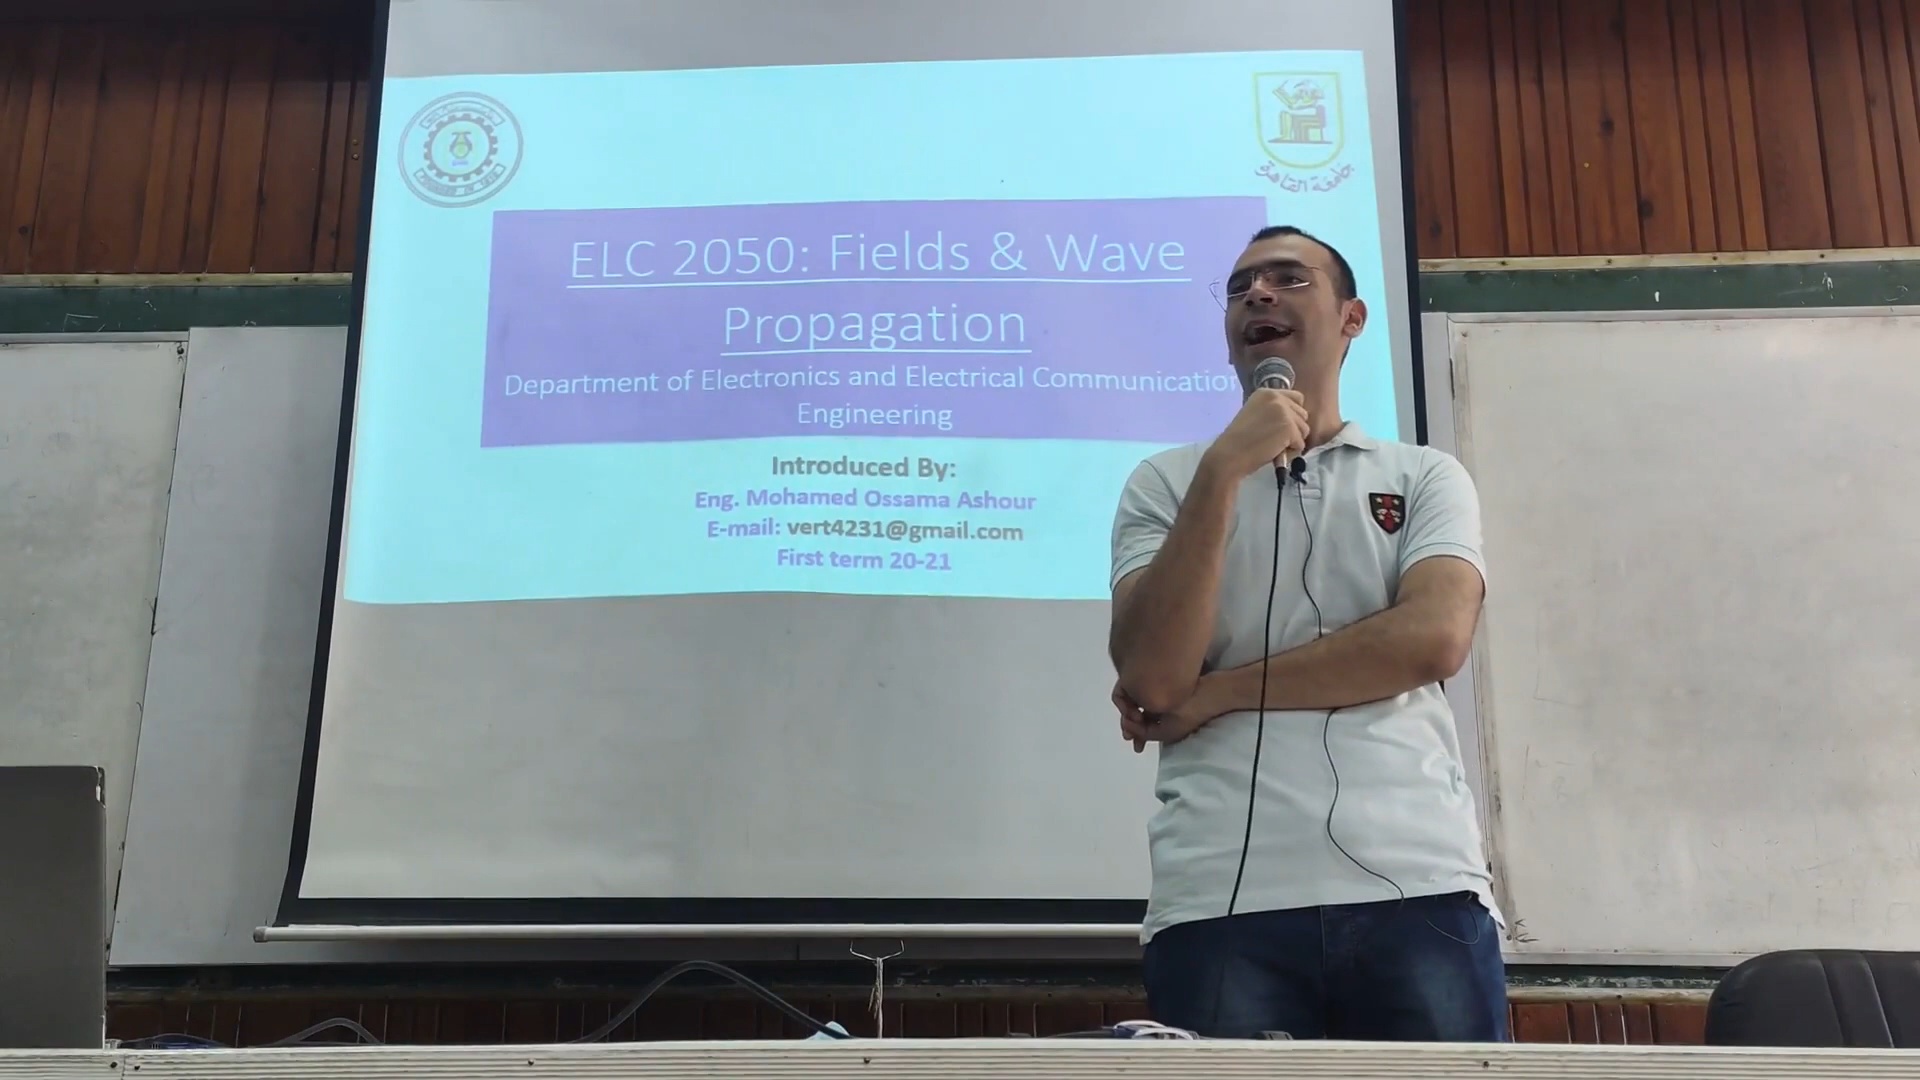 جامعة القاهرة
ELC 2050: Fields & Wave
Propagation
Department of Electronics and Electrical Communication
Engineering
Introduced By:
Eng. Mohamed Ossama Ashour
E-mail: vert4231@gmail.com
First term 20-21